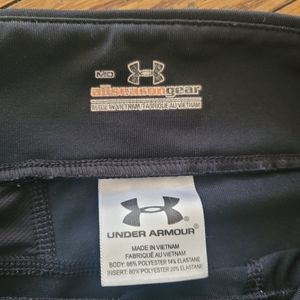 MD
allseasongear
MADE IN VIETNAM/FABRIQUÉ AU VIETNAM
UNDER ARMOUR
MADE IN VIETNAM
FABRIQUÉ AU VIETNAM
BODY: 86% POLYESTER 14% ELASTANE
INSERT: 80% POLYESTER 20% ELASTANE